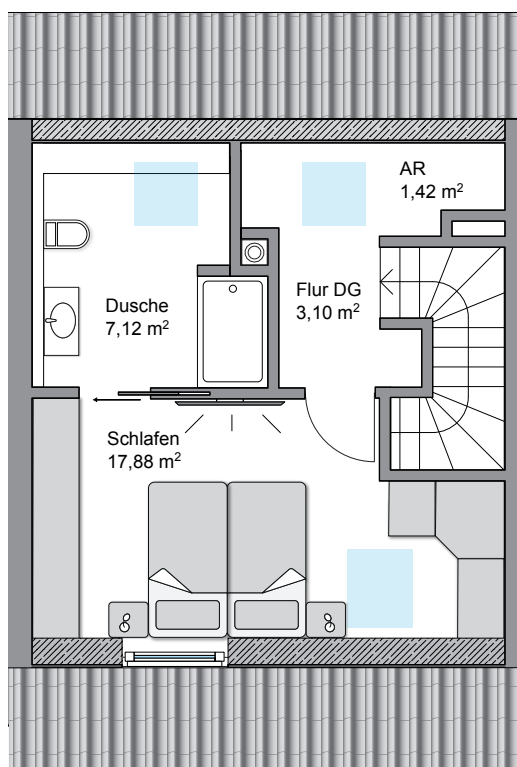 AR
1,42 m²
Flur DG
3,10 m²
Dusche
7,12 m²
Schlafen
17,88 m²